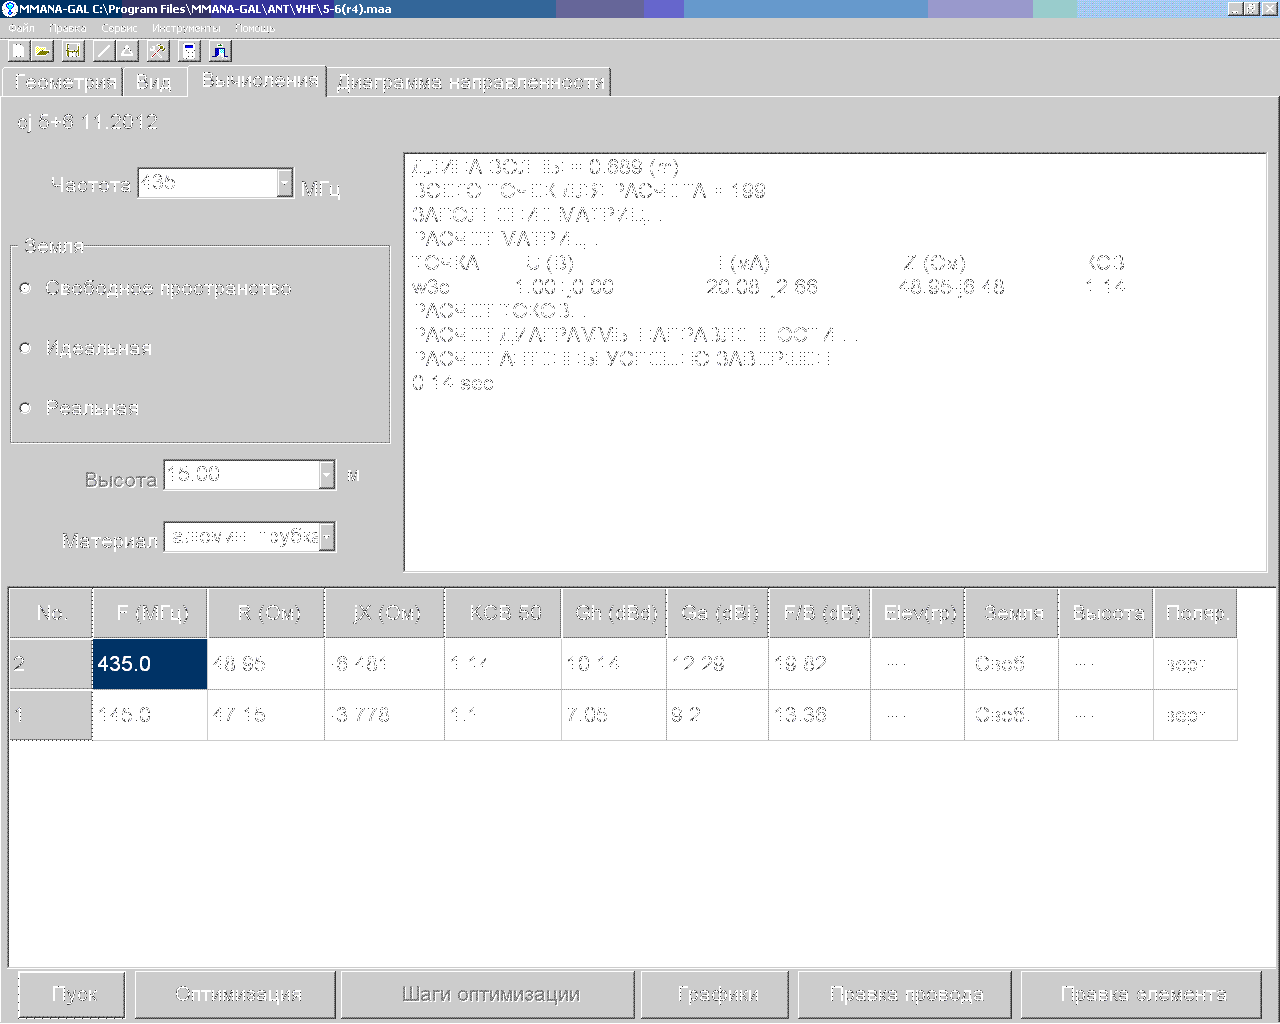 MMANA-GAL C:\Program Files\MMANA-GAL\ANT\VHF\5-6(r4).maa
Файл Правка Сервис Инструменты Помощь
Геометрия Вид Вычисления Диаграмма направленности
5+6 11.2012
Частота 435 МГц
Земля
Свободное пространство
Идеальная
Реальная
Высота 15.00 м
Материал алюмин. трубка
ДЛИНА ВОЛНЫ = 0.689 (m)
ВСЕГО ТОЧЕК ДЛЯ РАСЧЕТА = 199
ЗАПОЛНЕНИЕ МАТРИЦ...
РАСЧЕТ МАТРИЦ...
ТОЧКА U (В) I (мА) Z (Ом) КСВ
w3c 1.00+j0.00 20.08+j2.66 48.95-j6.48 1.14
РАСЧЕТ ТОКОВ...
РАСЧЕТ ДИАГРАММЫ НАПРАВЛЕННОСТИ...
РАСЧЕТ АНТЕННЫ УСПЕШНО ЗАВЕРШЕН
0.14 sec
No. F (МГц) R (Ом) jX (Ом) КСВ 50 Gh (dBd) Ga (dBi) F/B (dB) Elev(гр) Земля Высота Поляр.
2 435.0 48.95 -6.481 1.14 10.14 12.29 19.82 --- Своб. --- верт.
1 145.0 47.15 -3.778 1.1 7.05 9.2 13.36 --- Своб. --- верт.
Пуск Оптимизация Шаги оптимизации Графики Правка провода Правка элемента